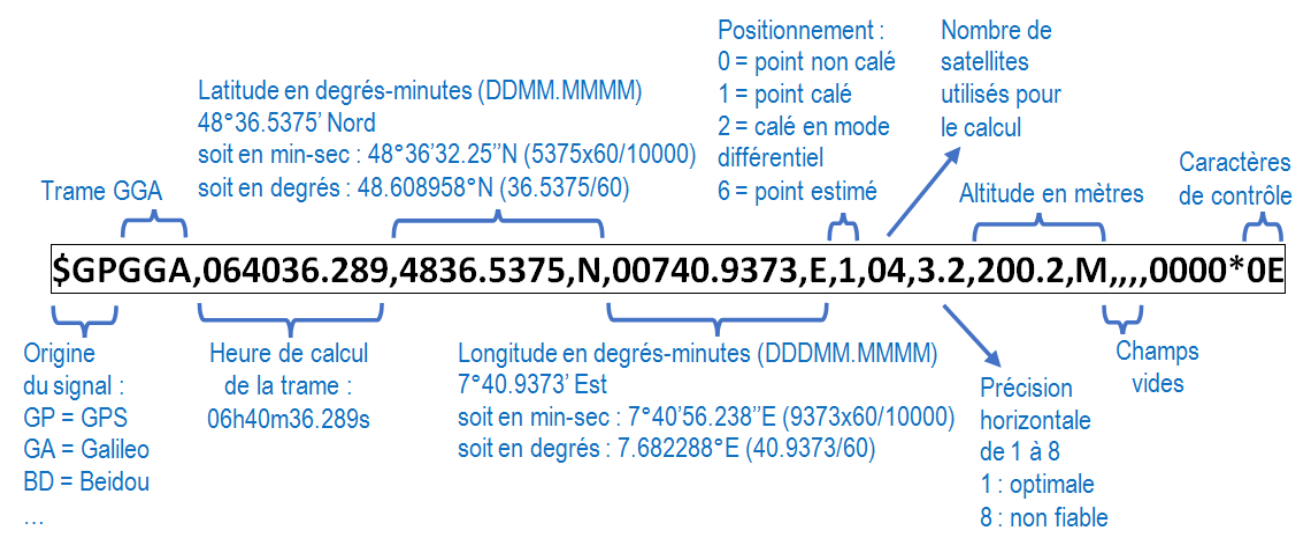 Positionnement :
0 = point non calé
1 = point calé
2 = calé en mode
différentiel
6 = point estimé
Nombre de
satellites
utilisés pour
le calcul
Latitude en degrés-minutes (DDMM.MMMM)
48°36.5375’ Nord
soit en min-sec : 48°36’32.25’’N (5375x60/10000)
soit en degrés : 48.608958°N (36.5375/60)
Trame GGA
Altitude en mètres
Caractères
de contrôle
$GPGGA,064036.289,4836.5375,N,00740.9373,E,1,04,3.2,200.2,M,,,,0000*0E
Origine
du signal :
GP = GPS
GA = Galileo
BD = Beidou
…
Heure de calcul
de la trame :
06h40m36.289s
Longitude en degrés-minutes (DDDMM.MMMM)
7°40.9373’ Est
soit en min-sec : 7°40’56.238’’E (9373x60/10000)
soit en degrés : 7.682288°E (40.9373/60)
Précision
horizontale
de 1 à 8
1 : optimale
8 : non fiable
Champs
vides